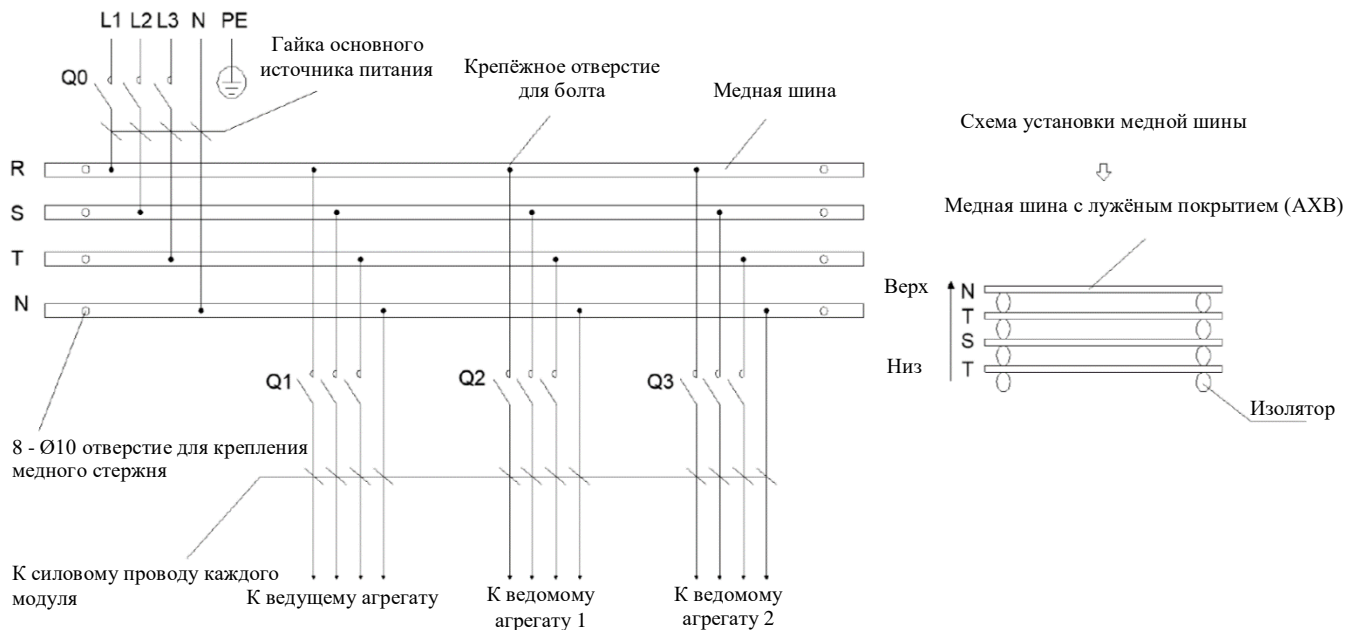 L1 L2 L3 N PE
Гайка основного
источника питания
Q0
Крепёжное отверстие
для болта
Медная шина
R
S
T
N
Q1
Q2
Q3
8 - Ø10 отверстие для крепления
медного стержня
К силовому проводу каждого
модуля
К ведущему агрегату
К ведомому
агрегату 1
К ведомому
агрегату 2
Схема установки медной шины
Медная шина с лужёным покрытием (АХВ)
Верх
N
T
S
Низ
T
Изолятор